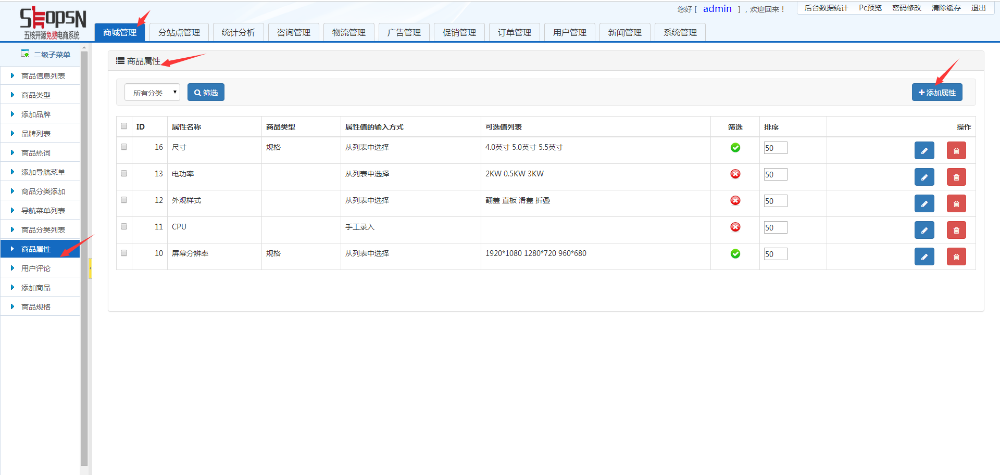 您好 [ admin ] , 欢迎回来！
后台数据统计 Pc预览 密码修改 清除缓存 退出
SHOPSN
五核开源免费电商系统
商城管理 分站点管理 统计分析 咨询管理 物流管理 广告管理 促销管理 订单管理 用户管理 新闻管理 系统管理
二级子菜单
商品信息列表
商品类型
添加品牌
品牌列表
商品热词
添加导航菜单
商品分类添加
导航菜单列表
商品分类列表
商品属性
用户评论
添加商品
商品规格
商品属性
所有分类 筛选 添加属性
ID 属性名称 商品类型 属性值的输入方式 可选值列表 筛选 排序 操作
16 尺寸 规格 从列表中选择 4.0英寸 5.0英寸 5.5英寸 50
13 电功率 从列表中选择 2KW 0.5KW 3KW 50
12 外观样式 从列表中选择 翻盖 直板 滑盖 折叠 50
11 CPU 手工录入 50
10 屏幕分辨率 规格 从列表中选择 1920*1080 1280*720 960*680 50